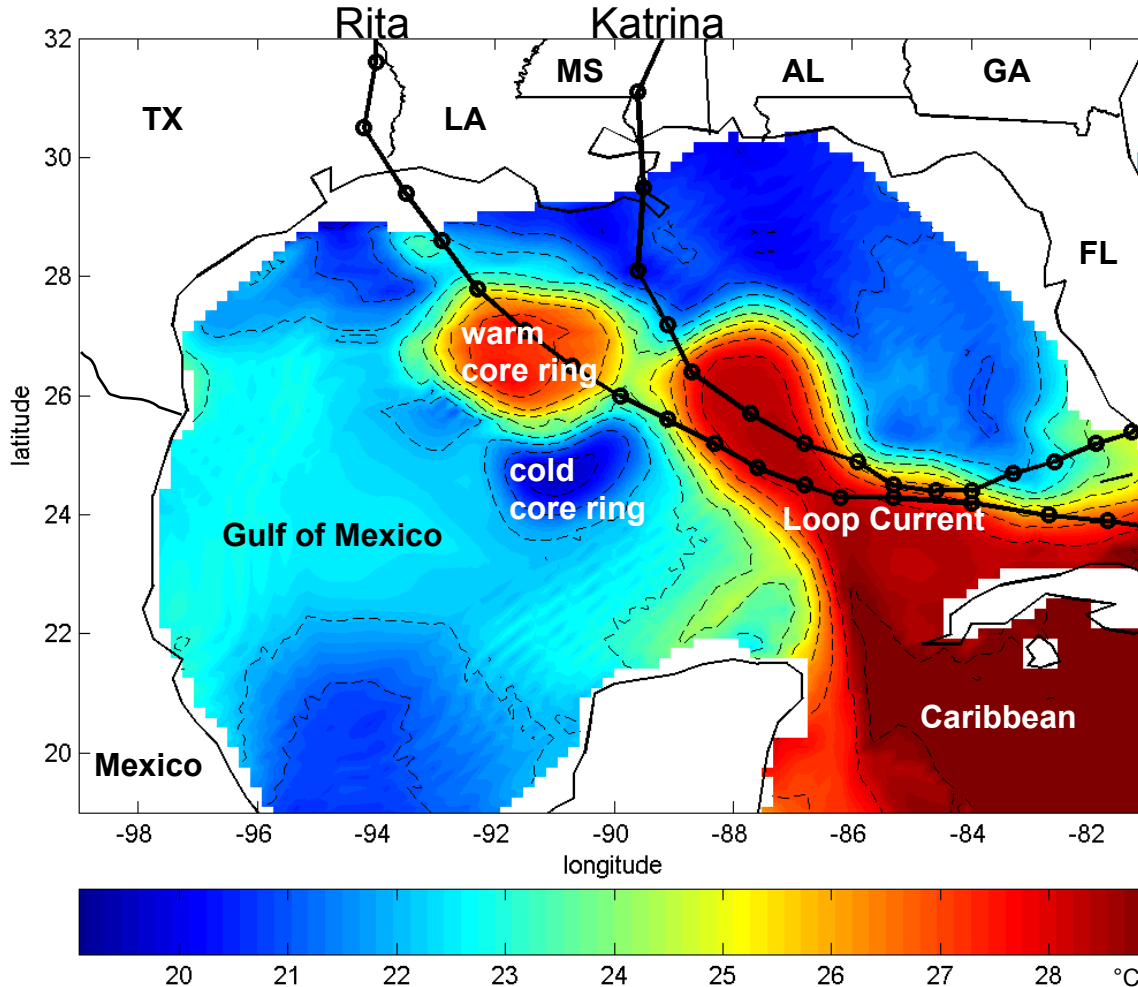 Rita Katrina
32
30
28
26
24
22
20
latitude
TX
LA
MS
AL
GA
FL
warm
core ring
cold
core ring
Gulf of Mexico
Loop Current
Caribbean
Mexico
-98 -96 -94 -92 -90 -88 -86 -84 -82
longitude
20 21 22 23 24 25 26 27 28 °C